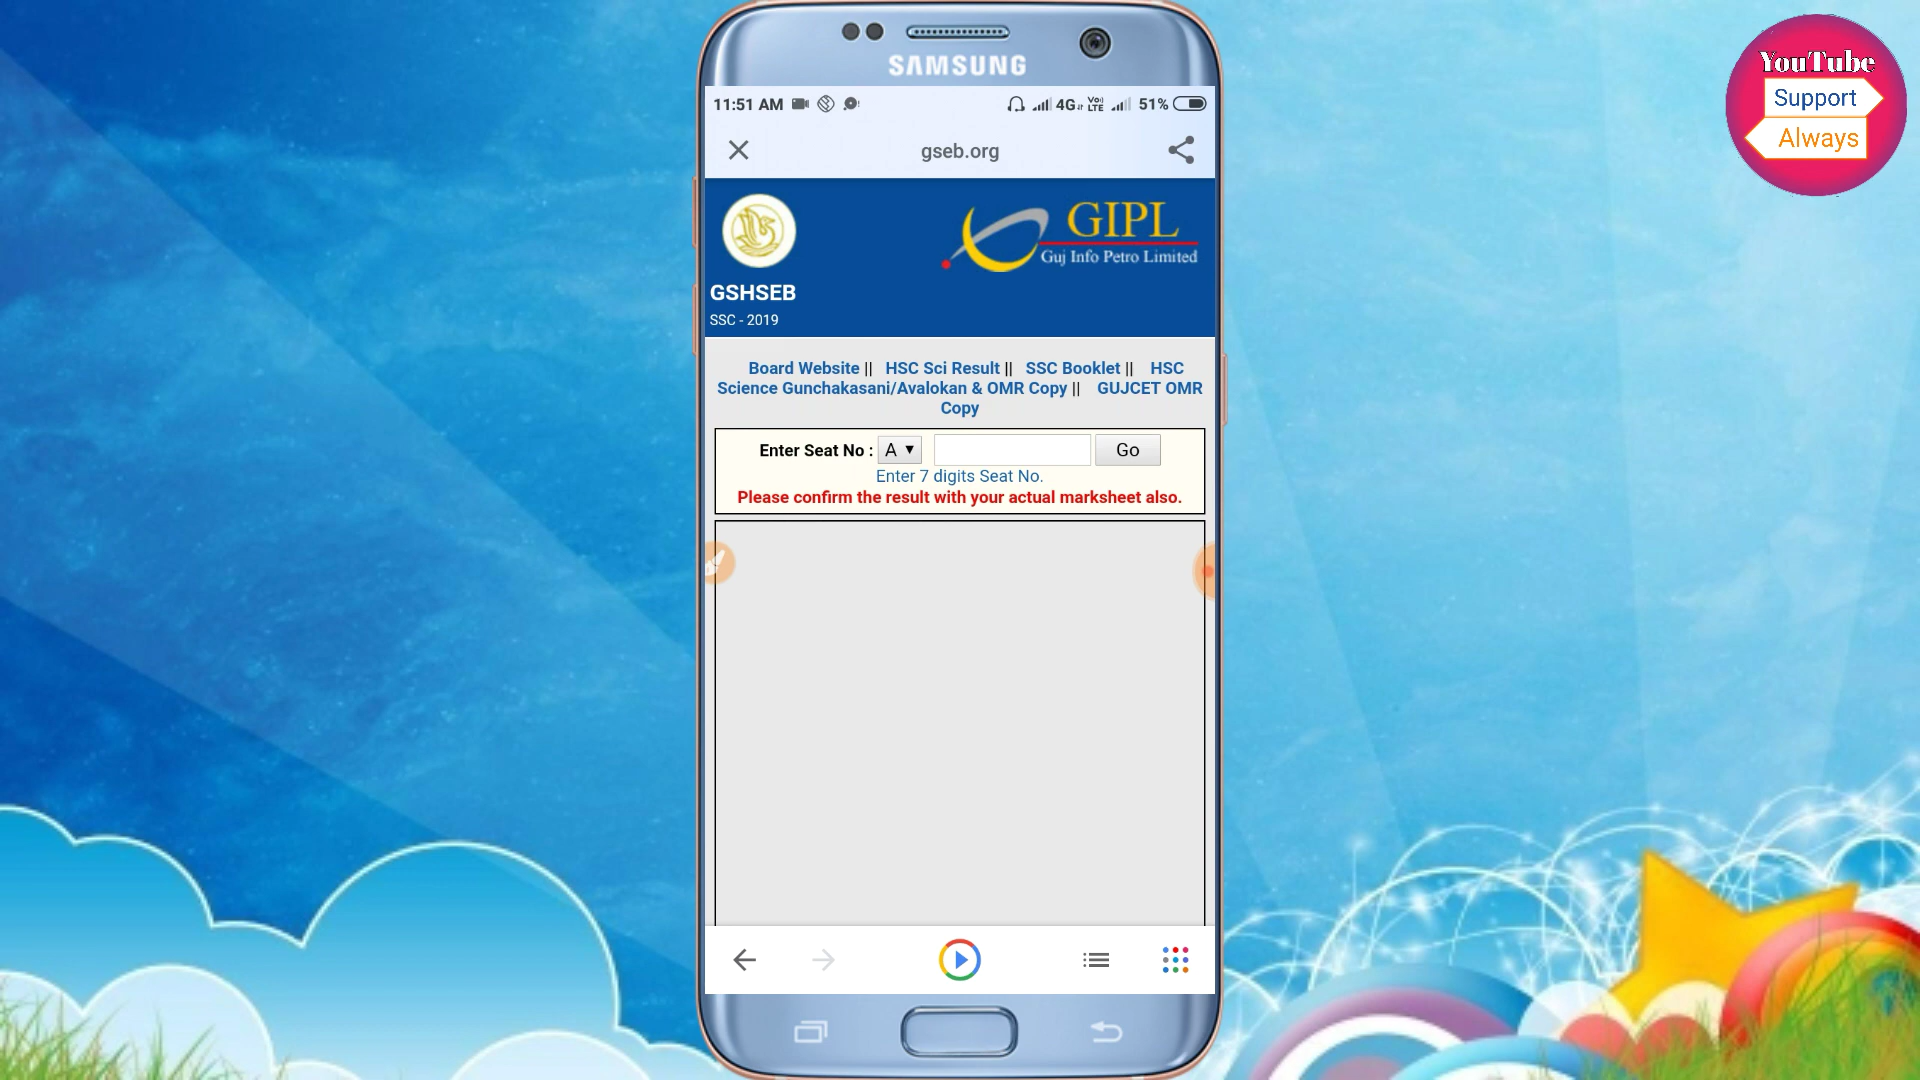 SAMSUNG
11:51 AM 4G Vo) LTE 51%
gseb.org
GIPL
Guj Info Petro Limited
GSHSEB
SSC - 2019
Board Website || HSC Sci Result || SSC Booklet || HSC
Science Gunchakasani/Avalokan & OMR Copy || GUJCET OMR
Copy
Enter Seat No : A Go
Enter 7 digits Seat No.
Please confirm the result with your actual marksheet also.
YouTube
Support
Always